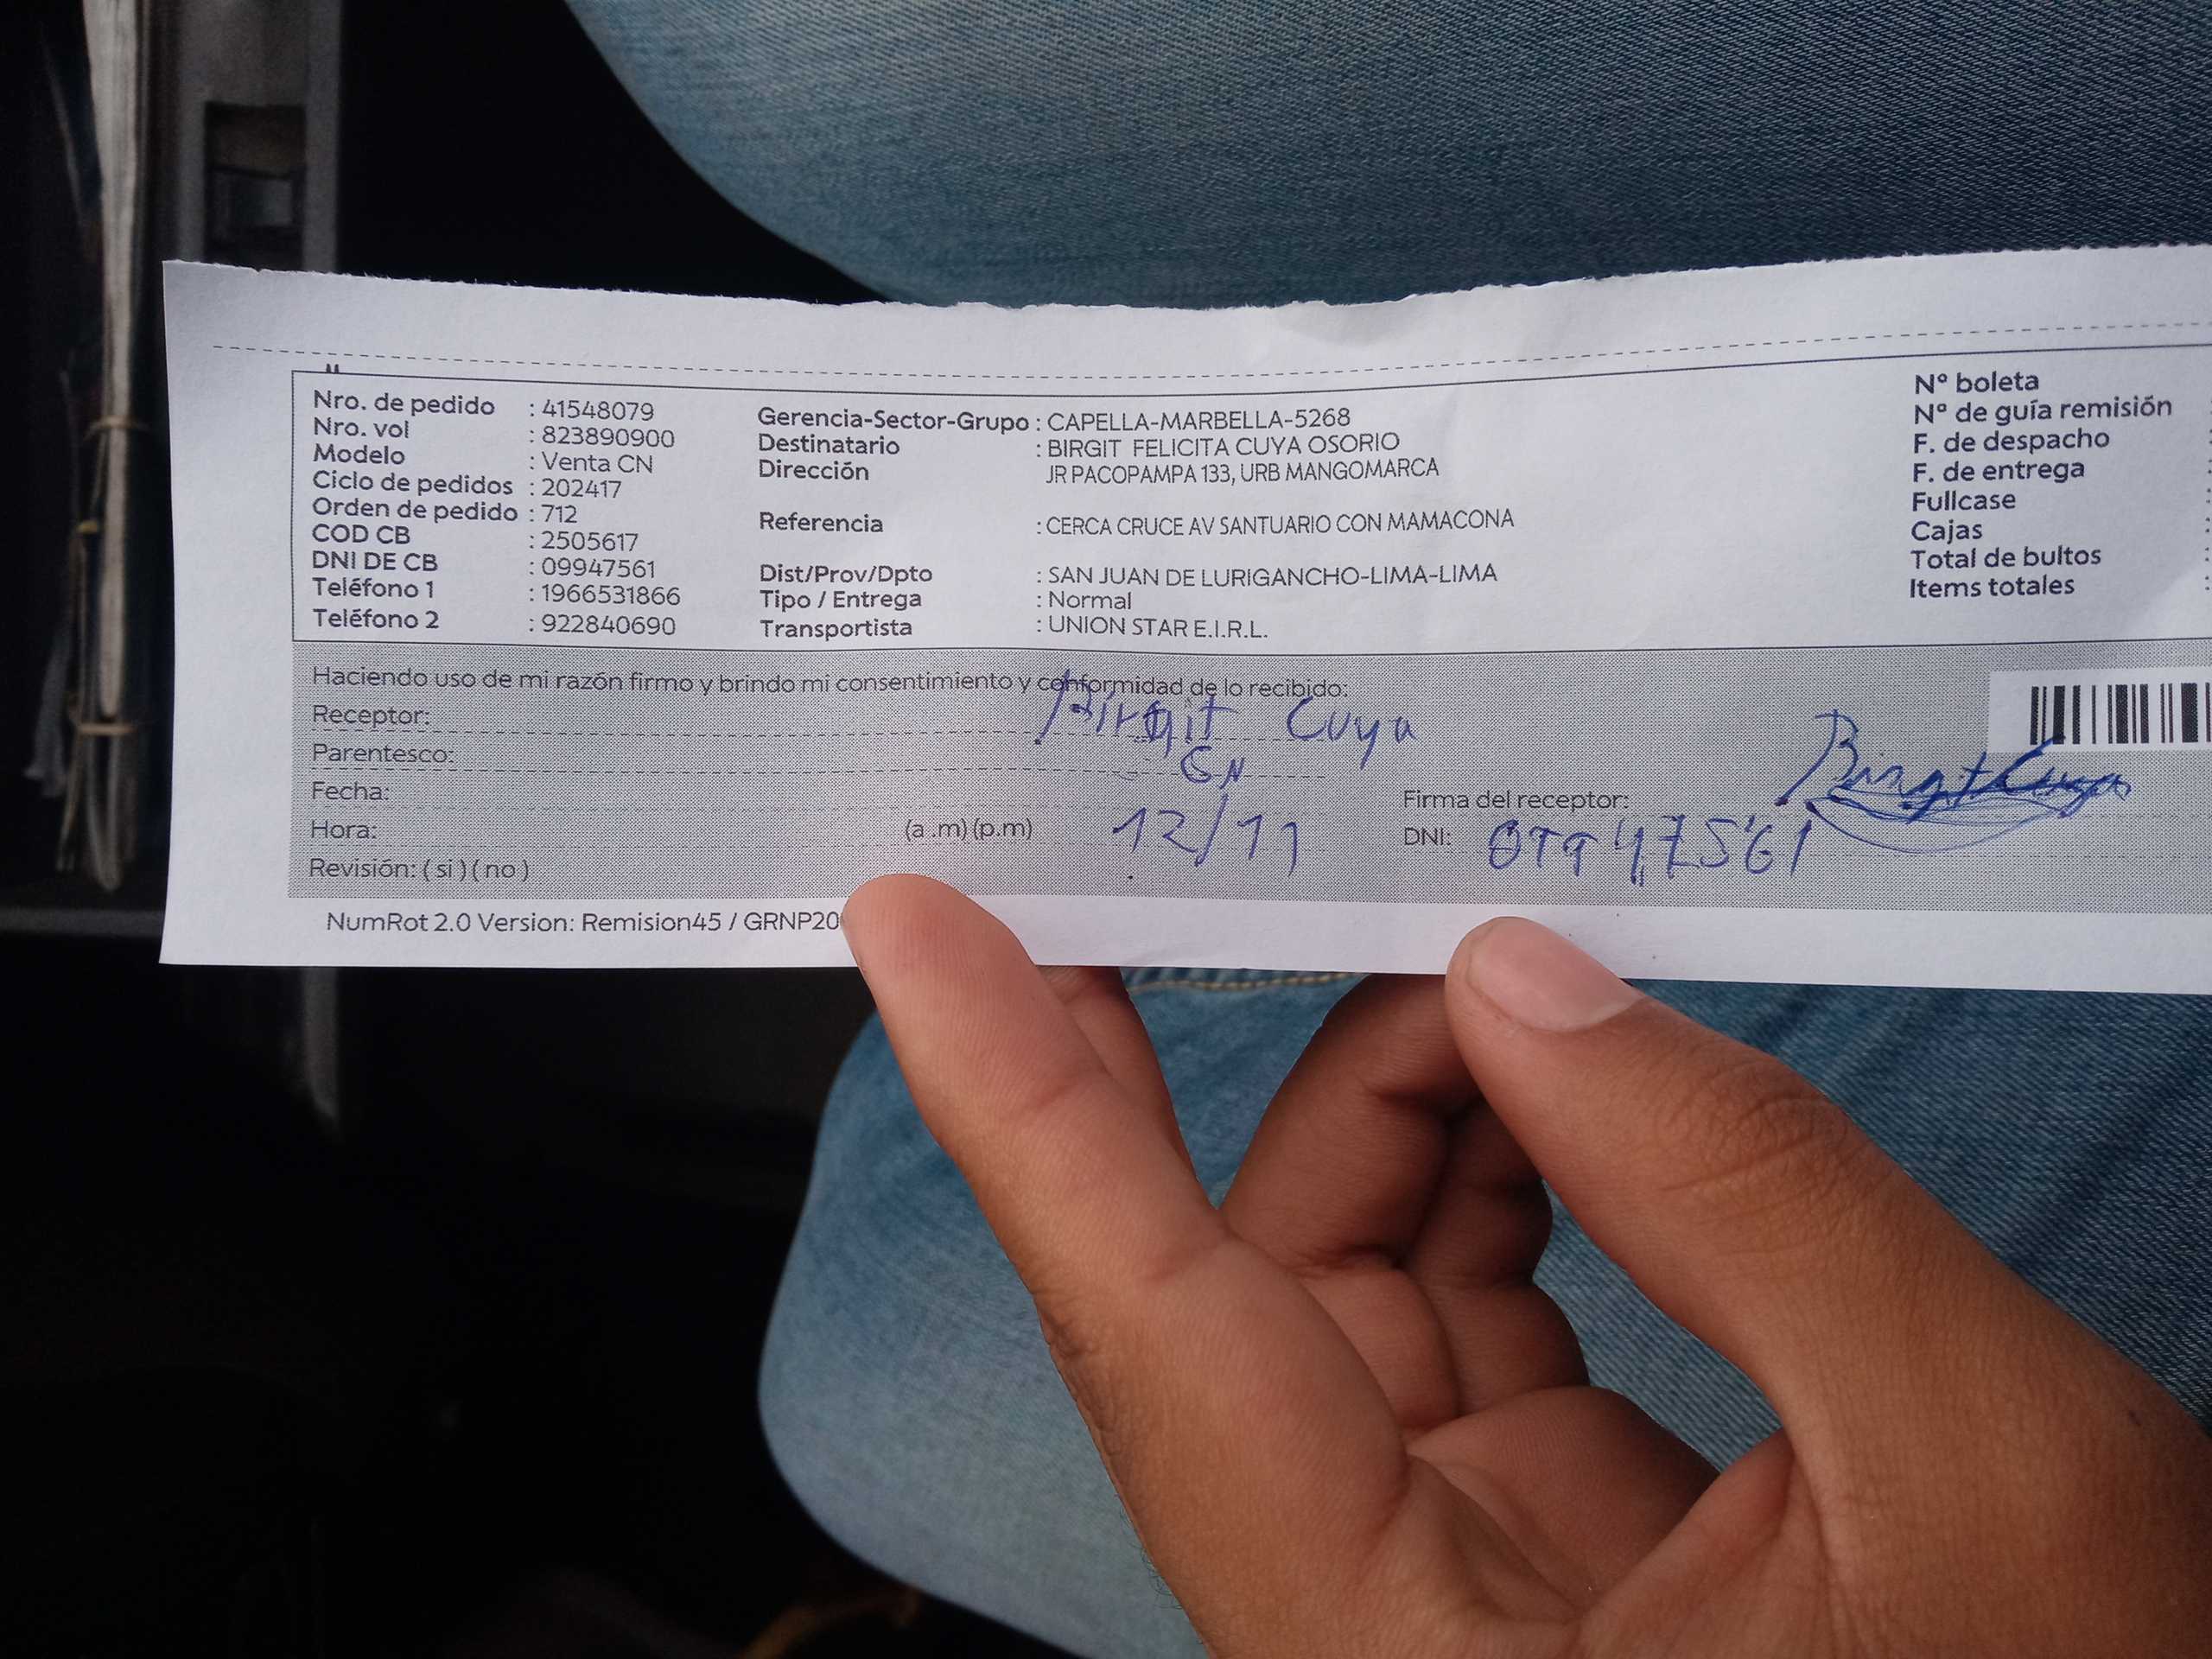 Nro. de pedido : 41548079
Nro. vol : 823890900
Modelo : Venta CN
Ciclo de pedidos : 202417
Orden de pedido : 712
COD CB : 2505617
DNI DE CB : 09947561
Teléfono 1 : 1966531866
Teléfono 2 : 922840690
Gerencia-Sector-Grupo : CAPELLA-MARBELLA-5268
Destinatario : BIRGIT FELICITA CUYA OSORIO
Dirección JR PACOPAMPA 133, URB MANGOMARCA
Referencia : CERCA CRUCE AV SANTUARIO CON MAMACONA
Dist/Prov/Dpto : SAN JUAN DE LURIGANCHO-LIMA-LIMA
Tipo / Entrega : Normal
Transportista : UNION STAR E.I.R.L.
Nº boleta
Nº de guía remisión :
F. de despacho :
F. de entrega :
Fullcase :
Cajas :
Total de bultos :
Items totales :
Haciendo uso de mi razón firmo y brindo mi consentimiento y conformidad de lo recibido:
Receptor: Birgit Cuya
Parentesco: CN
Fecha:
Hora: (a .m) (p.m) 12/11
Revisión: ( si ) ( no )
Firma del receptor: Birgit Cuya
DNI: 09947561
NumRot 2.0 Version: Remision45 / GRNP20